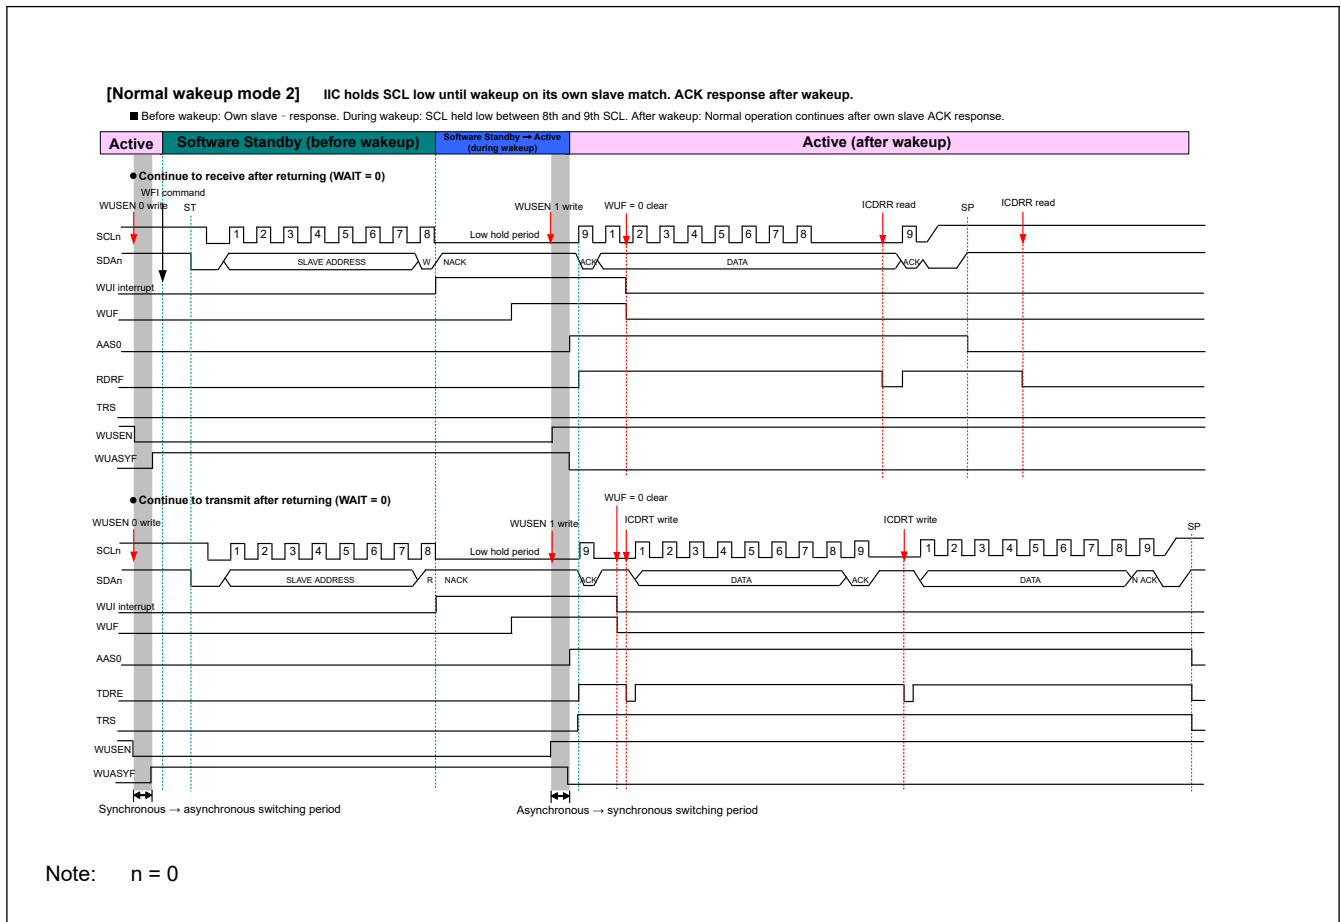 [Normal wakeup mode 2] IIC holds SCL low until wakeup on its own slave match. ACK response after wakeup.
■ Before wakeup: Own slave - response. During wakeup: SCL held low between 8th and 9th SCL. After wakeup: Normal operation continues after own slave ACK response.
Active Software Standby (before wakeup) Software Standby → Active (during wakeup) Active (after wakeup)
● Continue to receive after returning (WAIT = 0)
WFI command
WUSEN 0 write ST WUSEN 1 write WUF = 0 clear ICDRR read SP ICDRR read
SCLn 1 2 3 4 5 6 7 8 Low hold period 9 1 2 3 4 5 6 7 8 9
SDAn SLAVE ADDRESS W NACK ACK DATA ACK
WUI interrupt
WUF
AAS0
RDRF
TRS
WUSEN
WUASYF
● Continue to transmit after returning (WAIT = 0)
WUF = 0 clear
WUSEN 0 write WUSEN 1 write ICDRT write ICDRT write SP
SCLn 1 2 3 4 5 6 7 8 Low hold period 9 1 2 3 4 5 6 7 8 9 1 2 3 4 5 6 7 8 9
SDAn SLAVE ADDRESS R NACK ACK DATA ACK DATA N ACK
WUI interrupt
WUF
AAS0
TDRE
TRS
WUSEN
WUASYF
Synchronous → asynchronous switching period Asynchronous → synchronous switching period
Note: n = 0